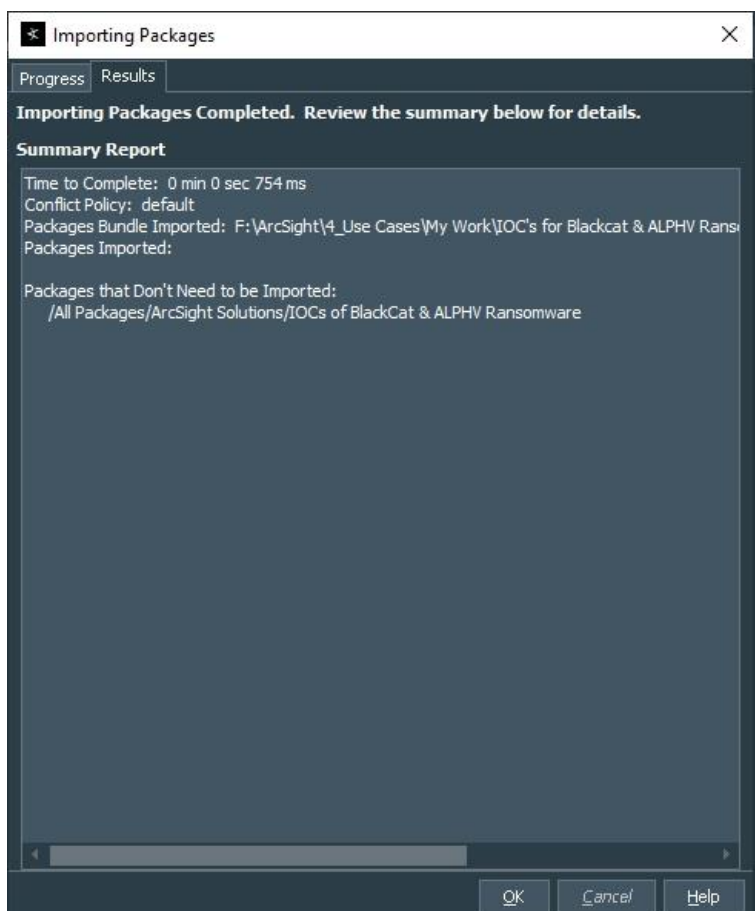 Importing Packages
Progress Results
Importing Packages Completed. Review the summary below for details.
Summary Report
Time to Complete: 0 min 0 sec 754 ms
Conflict Policy: default
Packages Bundle Imported: F:\ArcSight\4_Use Cases\My Work\IOC's for Blackcat & ALPHV Rans
Packages Imported:
Packages that Don't Need to be Imported:
/All Packages/ArcSight Solutions/IOCs of BlackCat & ALPHV Ransomware
OK Cancel Help